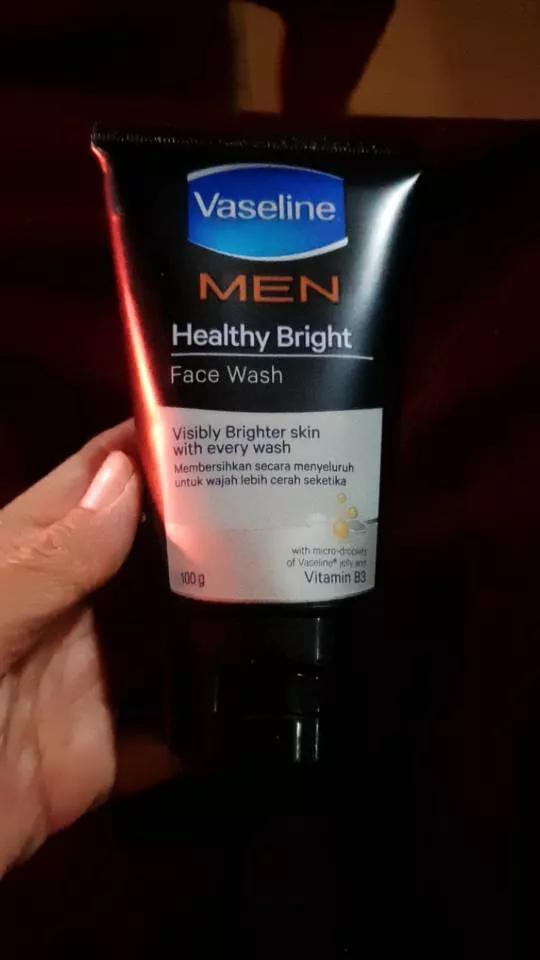 Vaseline
MEN
Healthy Bright
Face Wash
Visibly Brighter skin
with every wash
Membersihkan secara menyeluruh
untuk wajah lebih cerah seketika
with micro-droplets
of Vaseline® jelly and
Vitamin B3
100 g